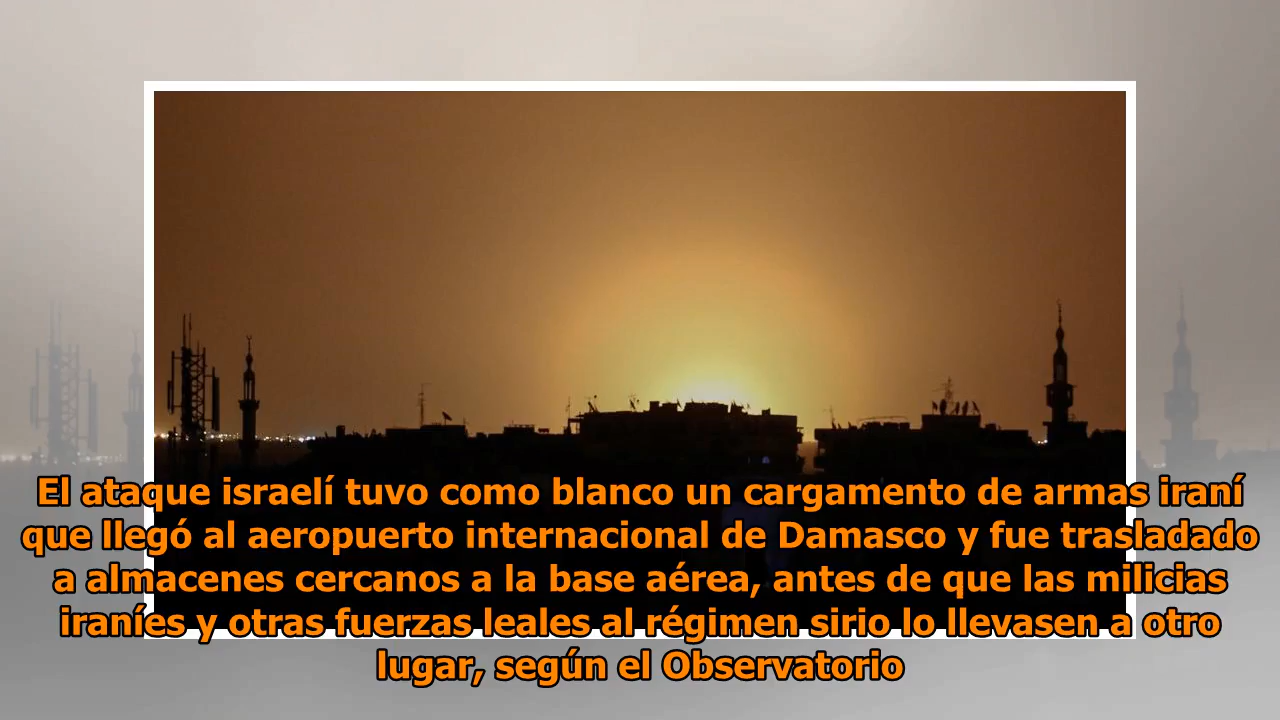 El ataque israelí tuvo como blanco un cargamento de armas iraní
que llegó al aeropuerto internacional de Damasco y fue trasladado
a almacenes cercanos a la base aérea, antes de que las milicias
iraníes y otras fuerzas leales al régimen sirio lo llevasen a otro
lugar, según el Observatorio